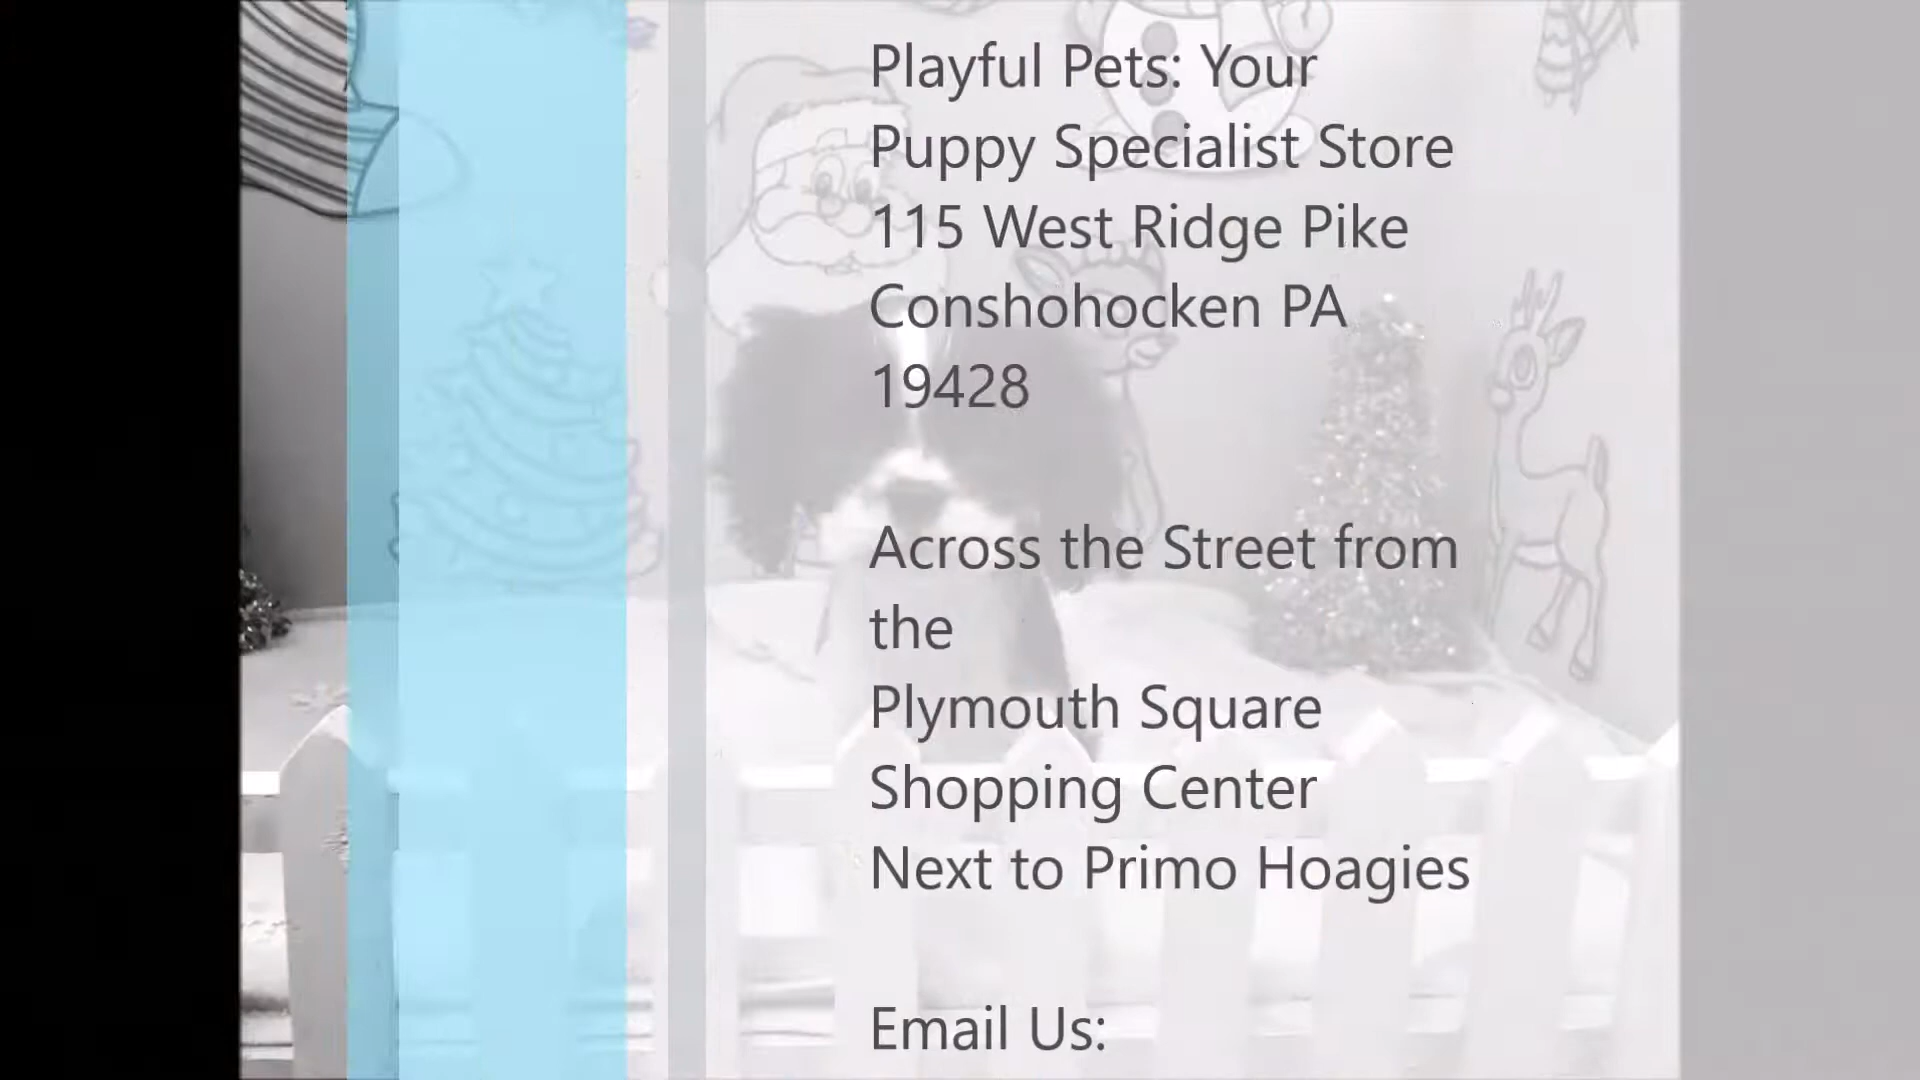 Playful Pets: Your
Puppy Specialist Store
115 West Ridge Pike
Conshohocken PA
19428
Across the Street from
the
Plymouth Square
Shopping Center
Next to Primo Hoagies
Email Us: